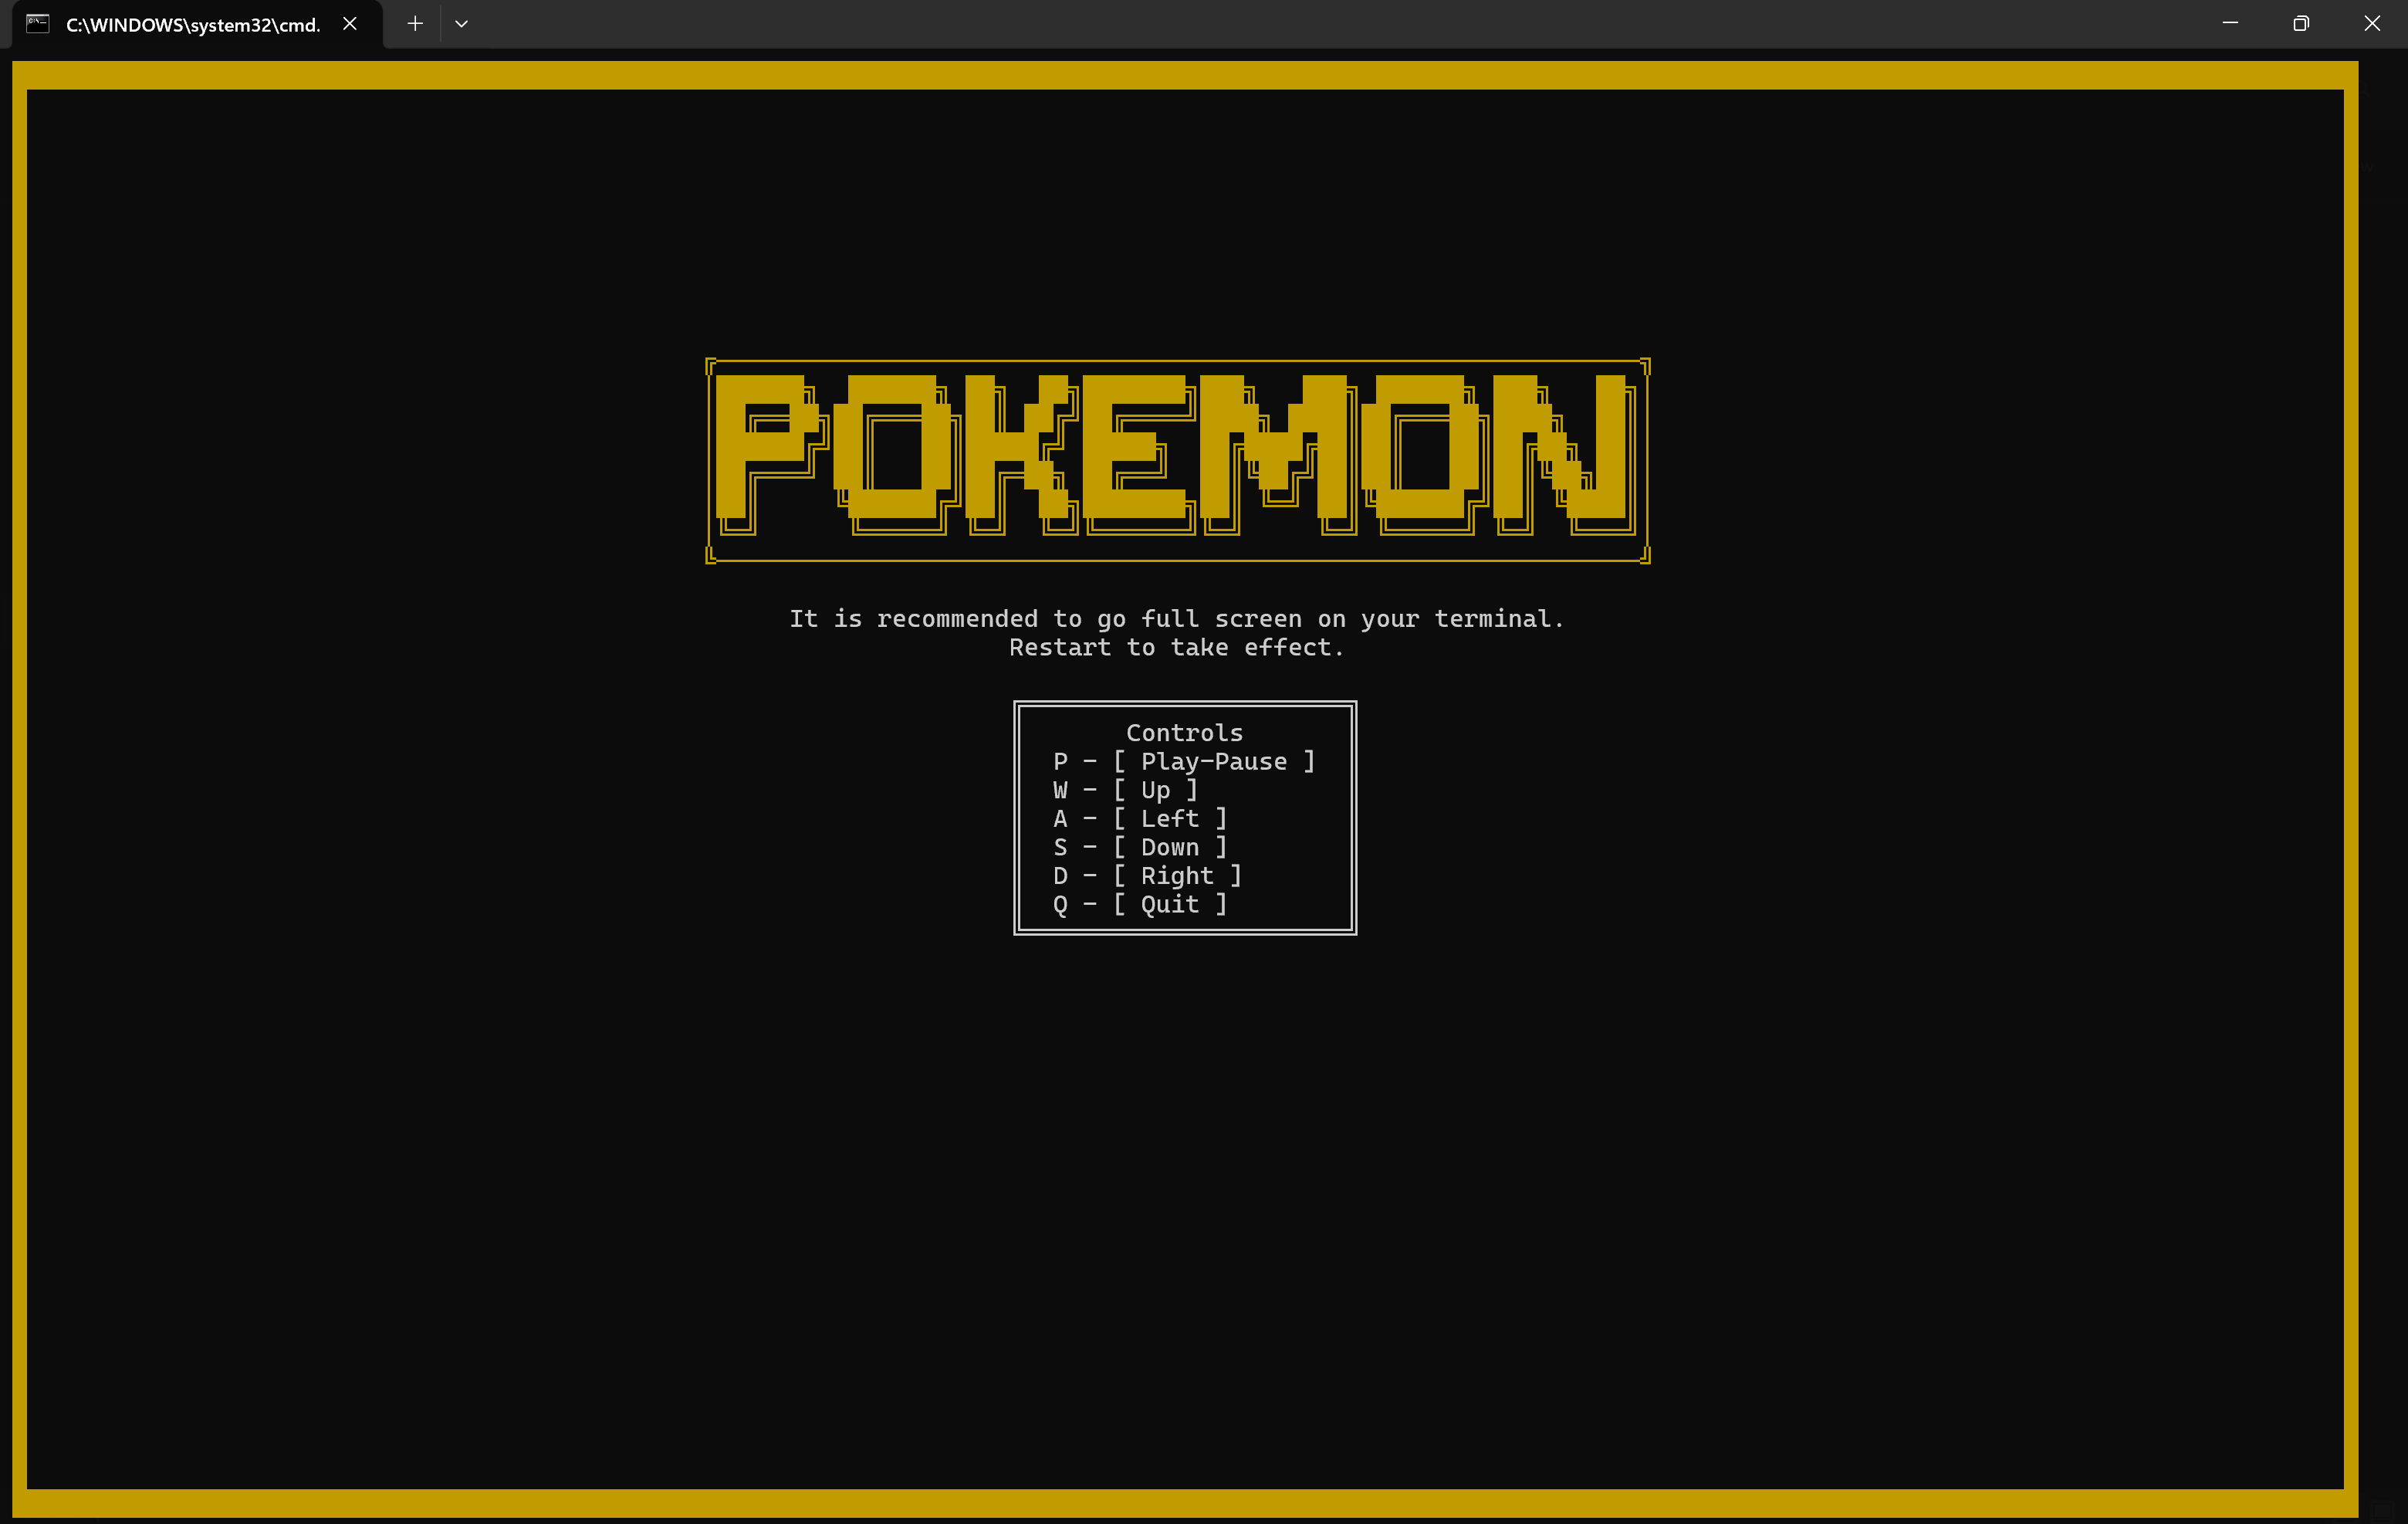 C:\WINDOWS\system32\cmd.
POKEMON
It is recommended to go full screen on your terminal.
Restart to take effect.
Controls
P - [ Play-Pause ]
W - [ Up ]
A - [ Left ]
S - [ Down ]
D - [ Right ]
Q - [ Quit ]